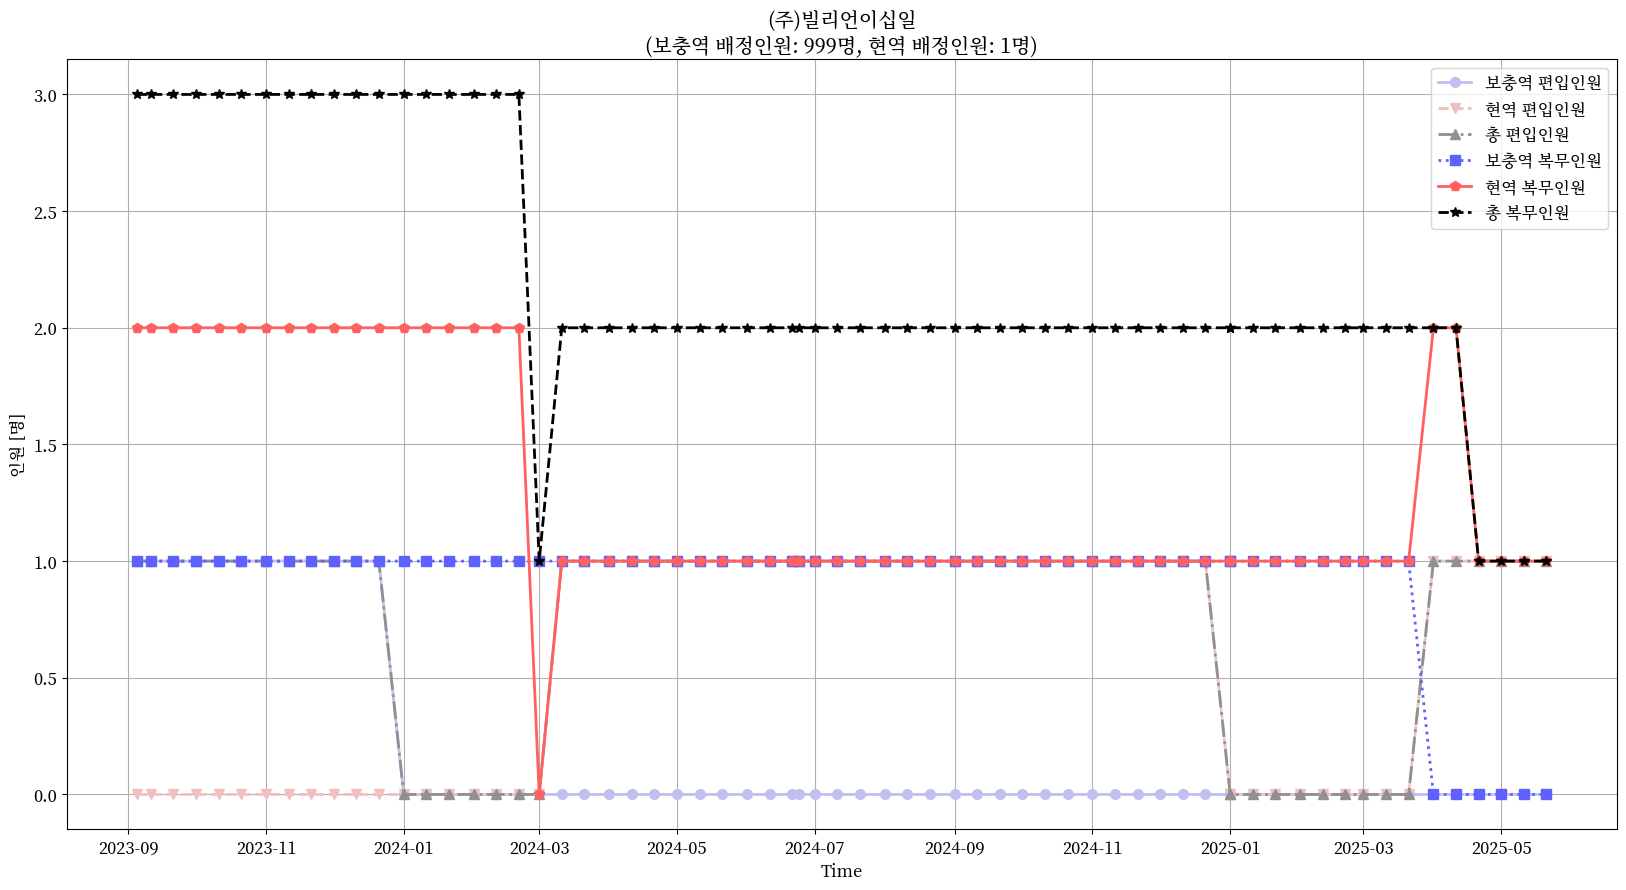 (주)빌리언이십일
(보충역 배정인원: 999명, 현역 배정인원: 1명)
보충역 편입인원
현역 편입인원
총 편입인원
보충역 복무인원
현역 복무인원
총 복무인원
인원 [명]
3.0
2.5
2.0
1.5
1.0
0.5
0.0
2023-09 2023-11 2024-01 2024-03 2024-05 2024-07 2024-09 2024-11 2025-01 2025-03 2025-05
Time